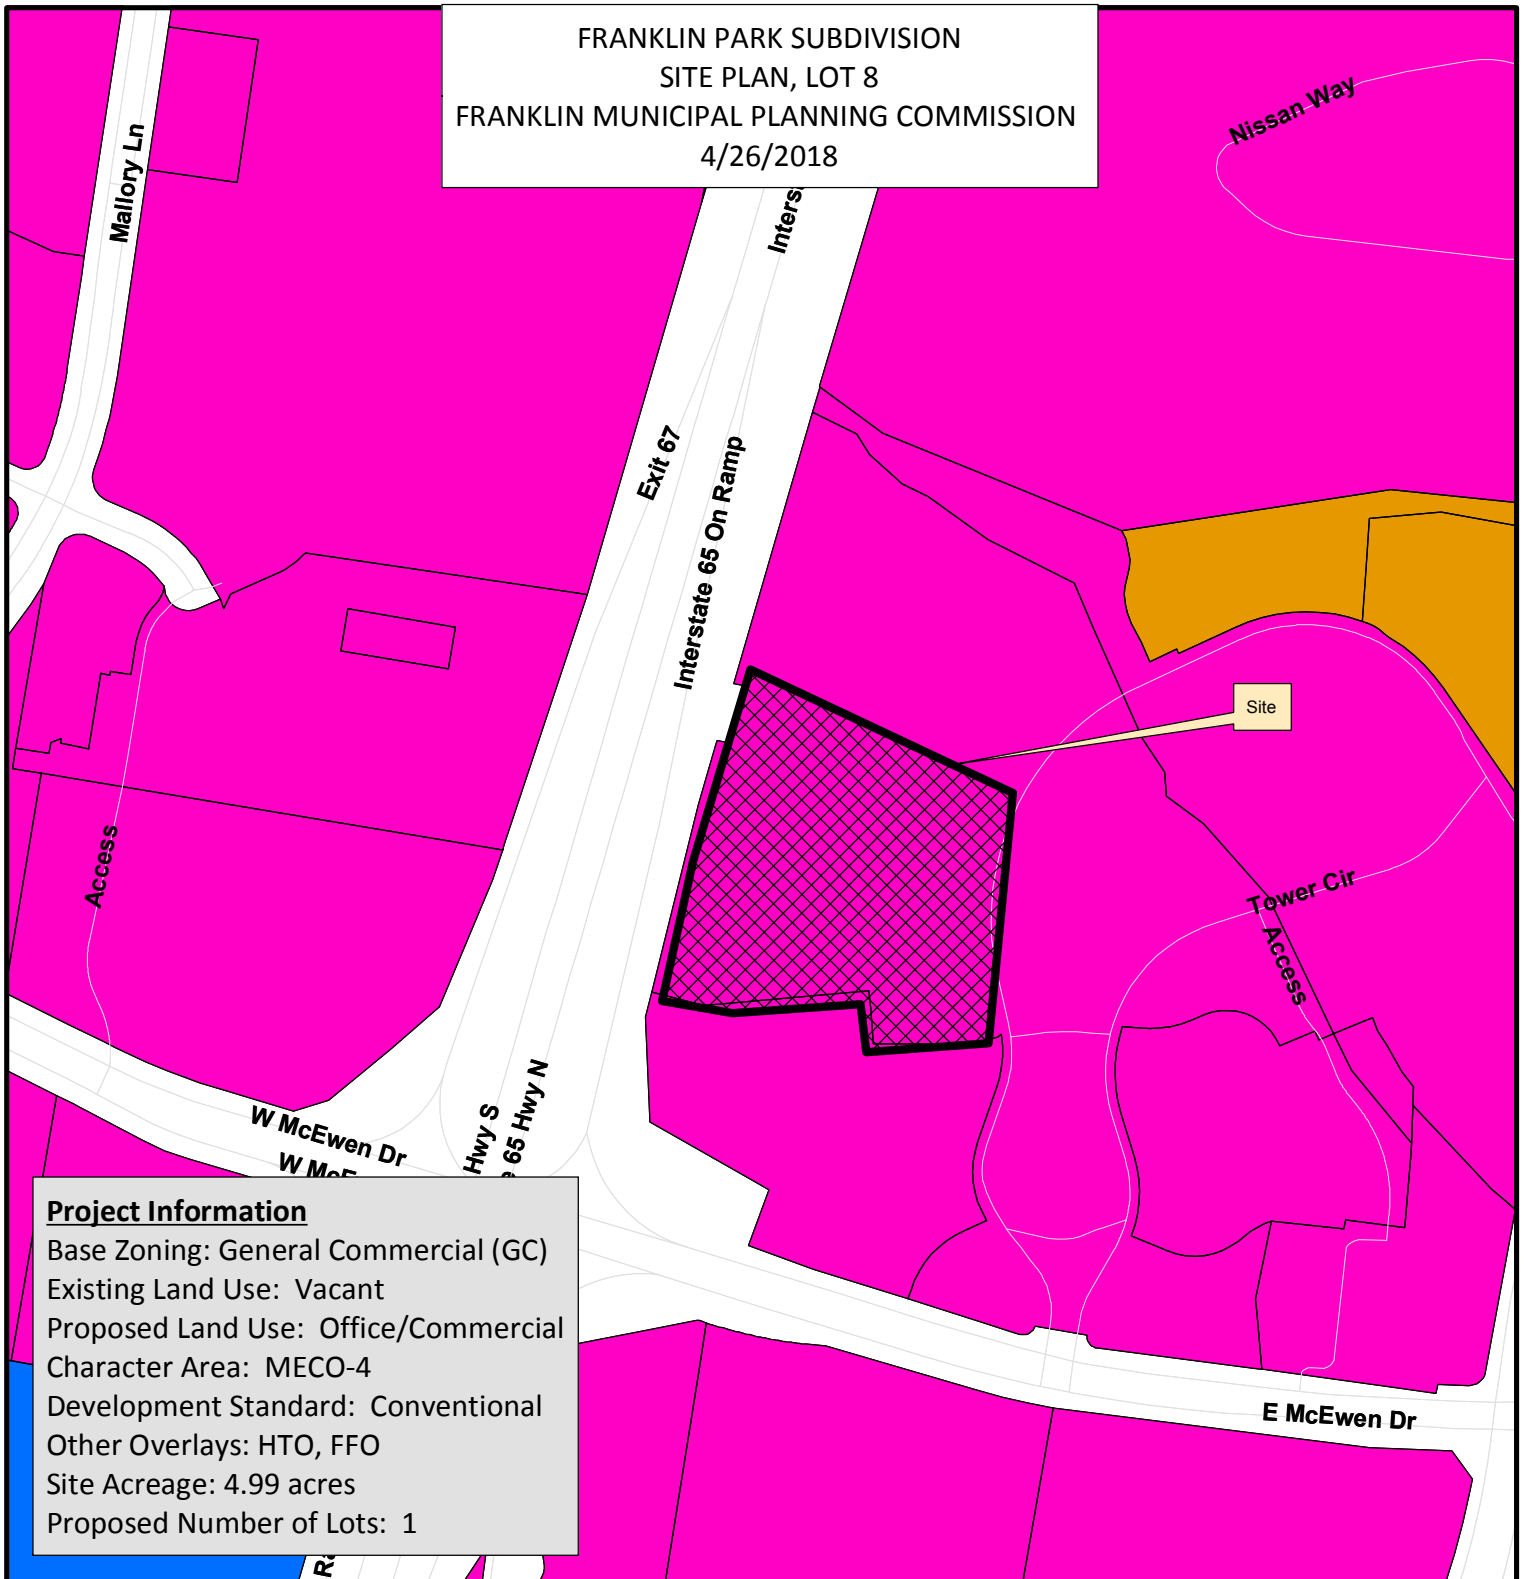 FRANKLIN PARK SUBDIVISION
SITE PLAN, LOT 8
FRANKLIN MUNICIPAL PLANNING COMMISSION
4/26/2018
Nissan Way
Mallory Ln
Exit 67
Interstate 65 On Ramp
Site
Access
Tower Cir
Access
W McEwen Dr
Hwy S
65 Hwy N
E McEwen Dr
Project Information
Base Zoning: General Commercial (GC)
Existing Land Use: Vacant
Proposed Land Use: Office/Commercial
Character Area: MECO-4
Development Standard: Conventional
Other Overlays: HTO, FFO
Site Acreage: 4.99 acres
Proposed Number of Lots: 1